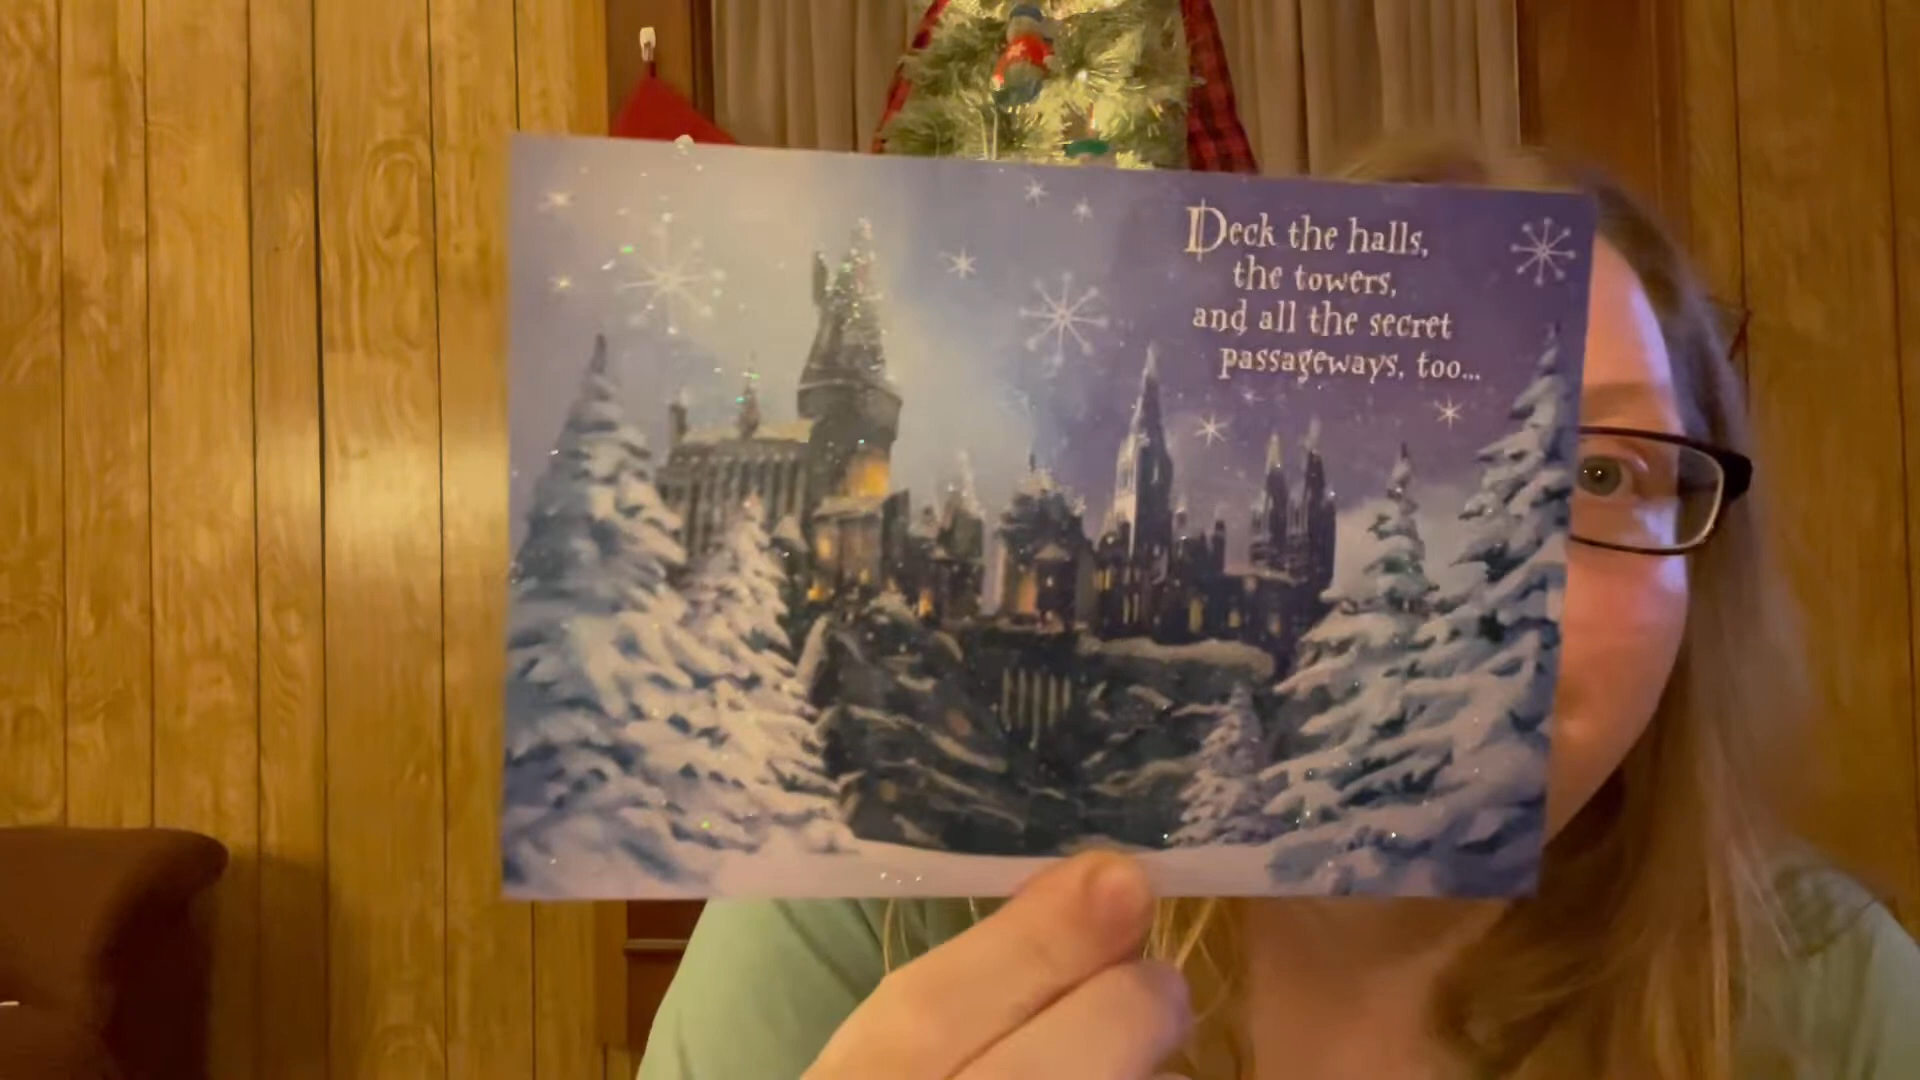 Deck the halls,
the towers,
and all the secret
passageways, too...